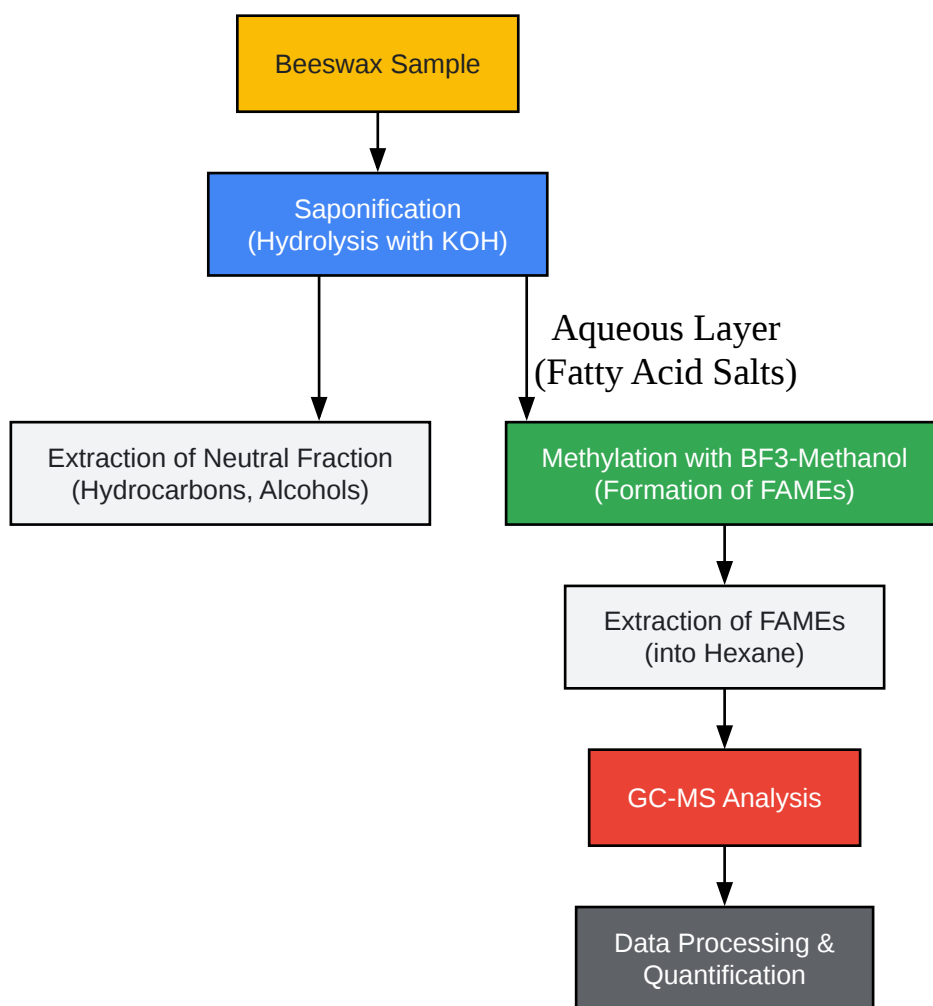 Beeswax Sample
Saponification
(Hydrolysis with KOH)
Aqueous Layer
(Fatty Acid Salts)
Extraction of Neutral Fraction
(Hydrocarbons, Alcohols)
Methylation with BF3-Methanol
(Formation of FAMEs)
Extraction of FAMEs
(into Hexane)
GC-MS Analysis
Data Processing &
Quantification